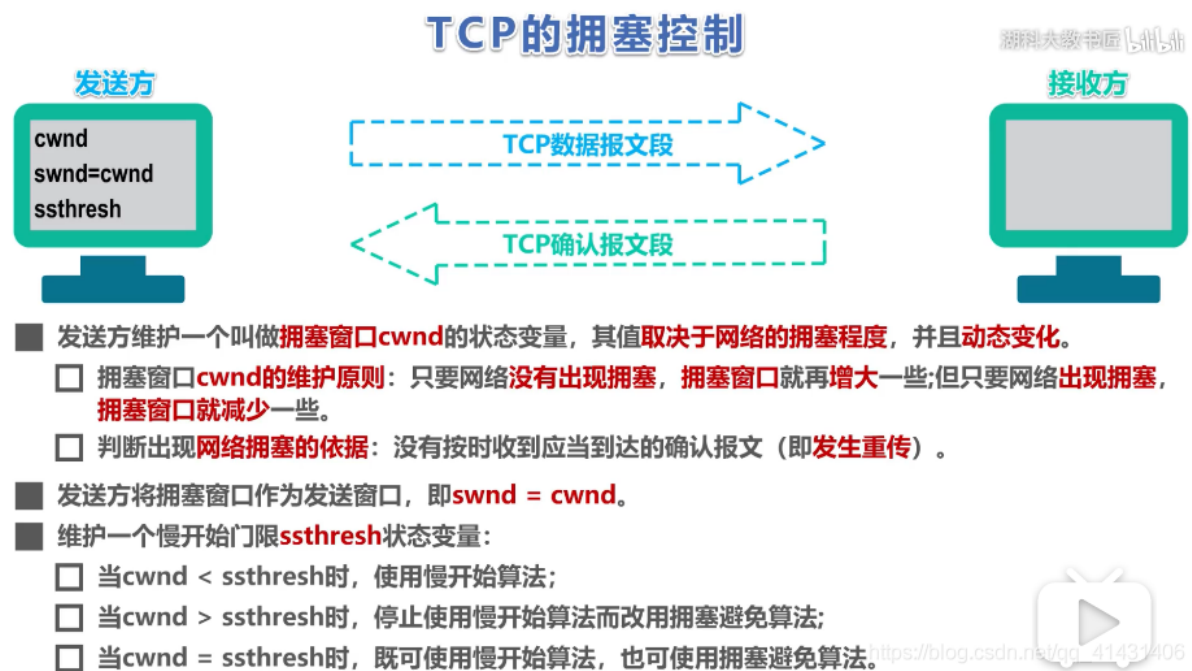 TCP的拥塞控制
湖科大教书匠 bilibili
发送方
接收方
cwnd
swnd=cwnd
ssthresh
TCP数据报文段
TCP确认报文段
发送方维护一个叫做拥塞窗口cwnd的状态变量，其值取决于网络的拥塞程度，并且动态变化。
拥塞窗口cwnd的维护原则：只要网络没有出现拥塞，拥塞窗口就再增大一些;但只要网络出现拥塞，
拥塞窗口就减少一些。
判断出现网络拥塞的依据：没有按时收到应当到达的确认报文（即发生重传）。
发送方将拥塞窗口作为发送窗口，即swnd = cwnd。
维护一个慢开始门限ssthresh状态变量：
当cwnd < ssthresh时，使用慢开始算法；
当cwnd > ssthresh时，停止使用慢开始算法而改用拥塞避免算法;
当cwnd = ssthresh时，既可使用慢开始算法，也可使用拥塞避免算法。
https://blog.csdn.net/qq_41431406